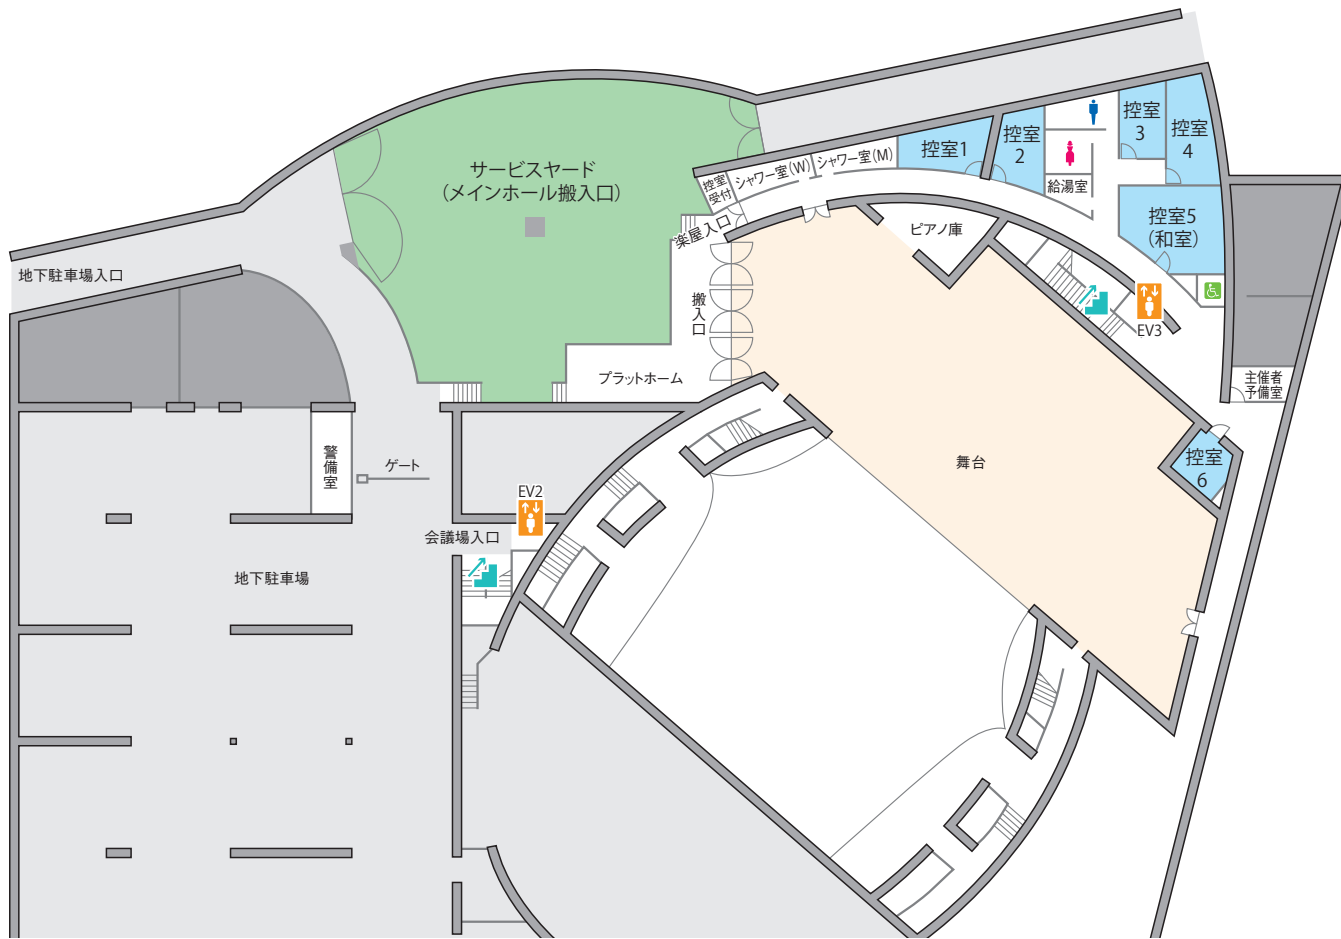 サービスヤード
(メインホール搬入口)
地下駐車場入口
控室
受付
シャワー室(W)
シャワー室(M)
控室1
控室
2
控室
3
控室
4
給湯室
控室5
(和室)
楽屋入口
ピアノ庫
搬入口
プラットホーム
EV3
主催者
予備室
警備室
ゲート
舞台
控室
6
EV2
会議場入口
地下駐車場